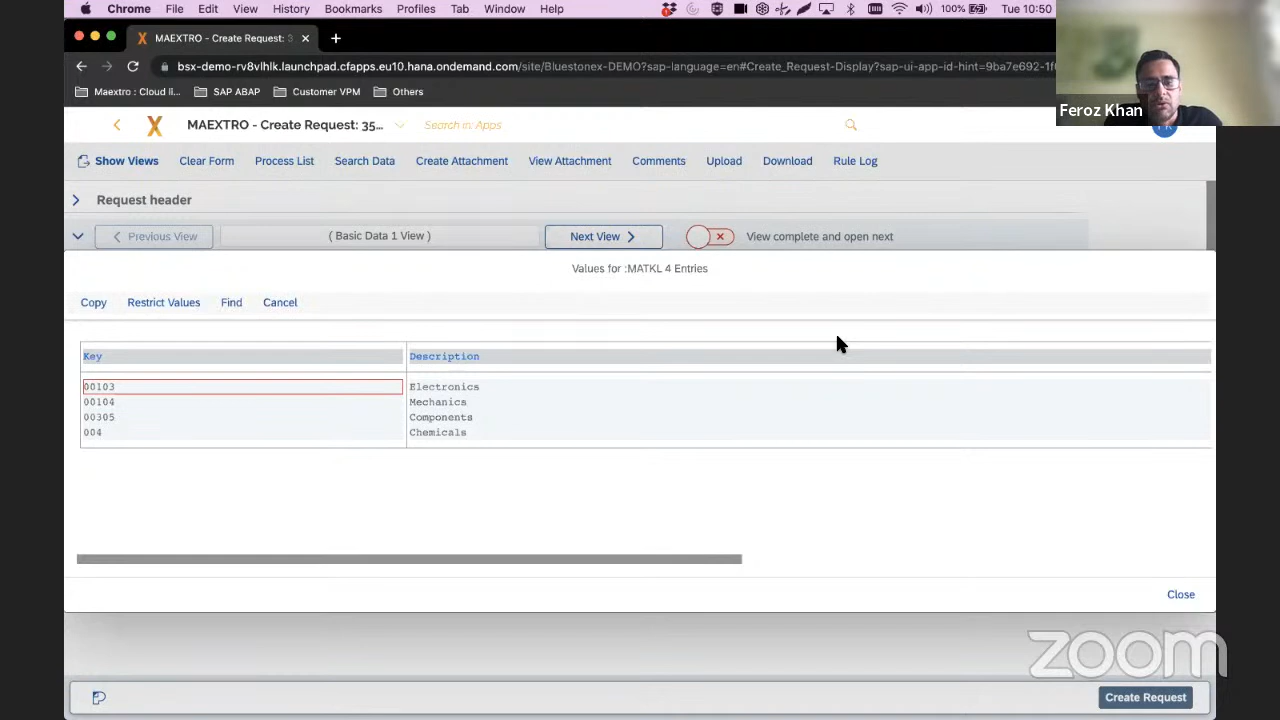 Chrome File Edit View History Bookmarks Profiles Tab Window Help 100% Tue 10:50
MAEXTRO - Create Request: 3
bsx-demo-rv8vlhlk.launchpad.cfapps.eu10.hana.ondemand.com/site/Bluestonex-DEMO?sap-language=en#Create_Request-Display?sap-ui-app-id-hint=9ba7e692-1f
Maextro : Cloud li... SAP ABAP Customer VPM Others
Feroz Khan
MAEXTRO - Create Request: 35... Search in: Apps
Show Views Clear Form Process List Search Data Create Attachment View Attachment Comments Upload Download Rule Log
Request header
Previous View ( Basic Data 1 View ) Next View View complete and open next
Values for :MATKL 4 Entries
Copy Restrict Values Find Cancel
Key Description
00103 Electronics
00104 Mechanics
00305 Components
004 Chemicals
Close
zoom
Create Request